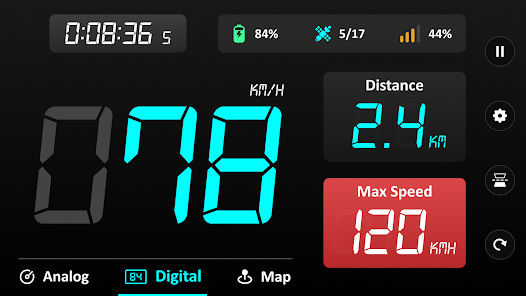 0:08:36 S
84%
5/17
44%
KM/H
078
Distance
2.4 KM
Max Speed
120 KMH
Analog
84 Digital
Map